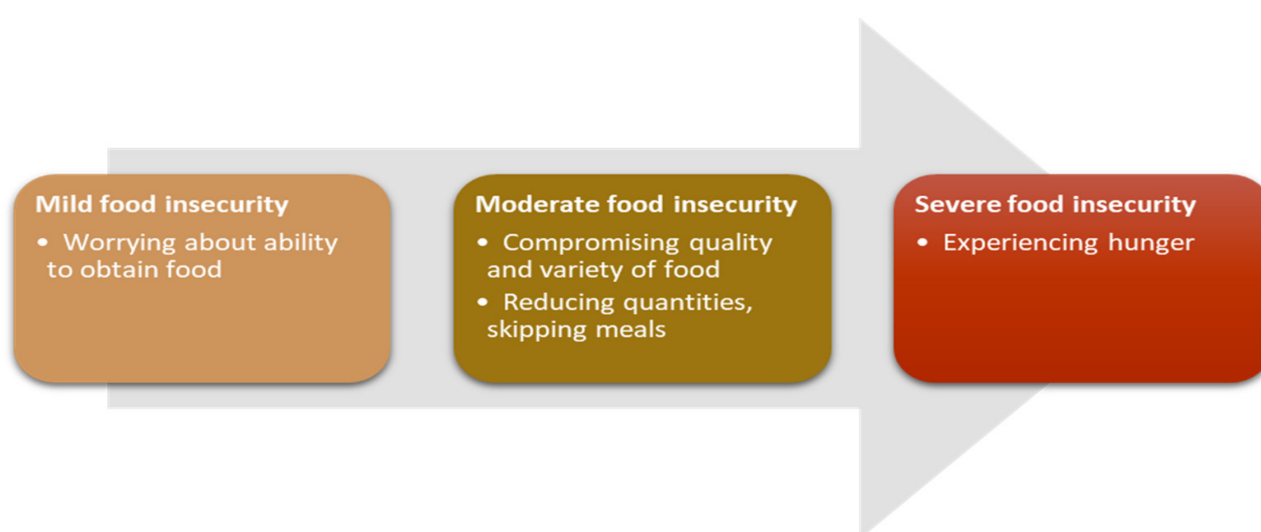 Mild food insecurity
• Worrying about ability
to obtain food
Moderate food insecurity
• Compromising quality
and variety of food
• Reducing quantities,
skipping meals
Severe food insecurity
• Experiencing hunger